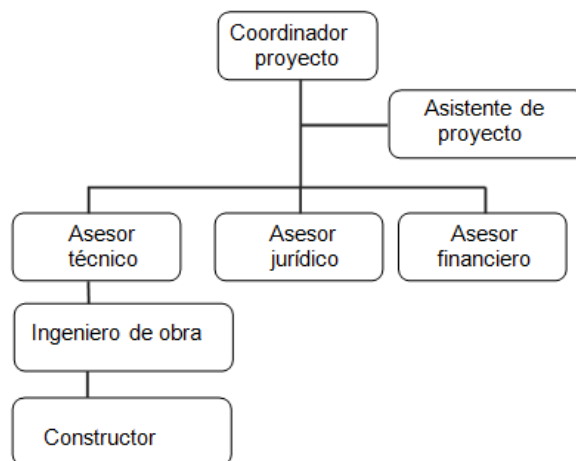 Coordinador
proyecto
Asistente de
proyecto
Asesor
técnico
Asesor
jurídico
Asesor
financiero
Ingeniero de obra
Constructor